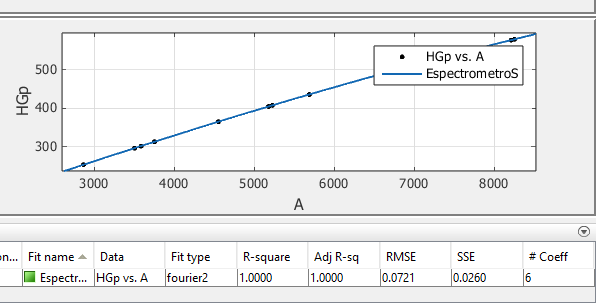 HGp vs. A
EspectrometroS
500
400
300
HGp
3000 4000 5000 6000 7000 8000
A
on... Fit name Data Fit type R-square Adj R-sq RMSE SSE # Coeff
Espectr... HGp vs. A fourier2 1.0000 1.0000 0.0721 0.0260 6